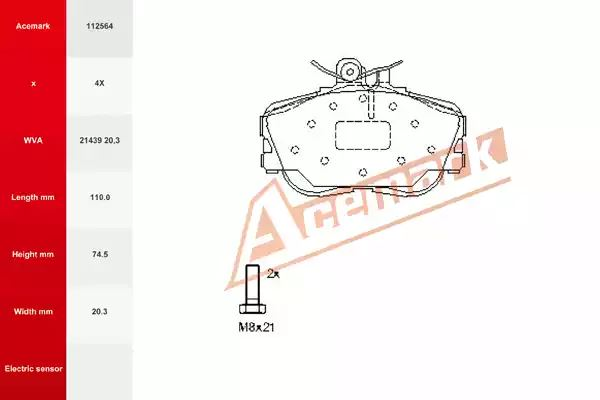 Acemark 112564
x 4X
WVA 21439 20,3
Length mm 110.0
Height mm 74.5
Width mm 20.3
Electric sensor
Acemark
2x
M8x21